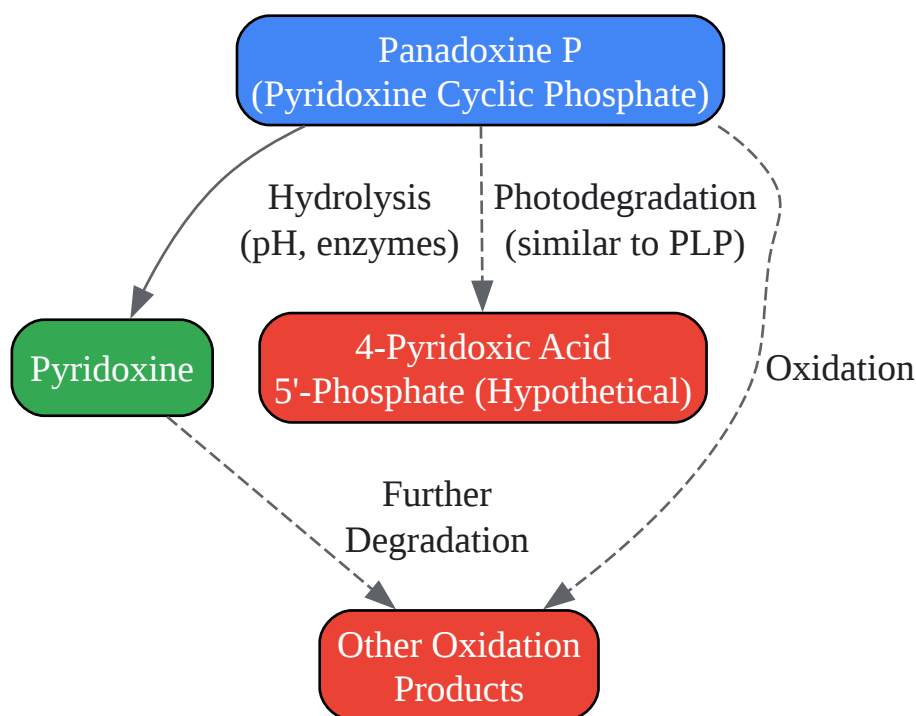 Panadoxine P
(Pyridoxine Cyclic Phosphate)
Hydrolysis
(pH, enzymes)
Photodegradation
(similar to PLP)
Pyridoxine
4-Pyridoxic Acid
5'-Phosphate (Hypothetical)
Oxidation
Further
Degradation
Other Oxidation
Products